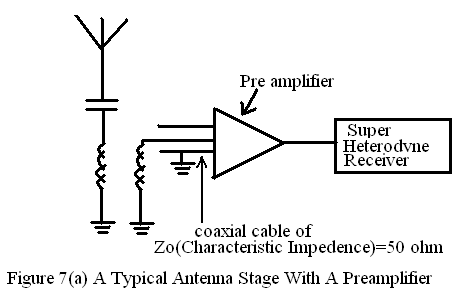 Pre amplifier
Super
Heterodyne
Receiver
coaxial cable of
Zo(Characteristic Impedence)=50 ohm
Figure 7(a) A Typical Antenna Stage With A Preamplifier